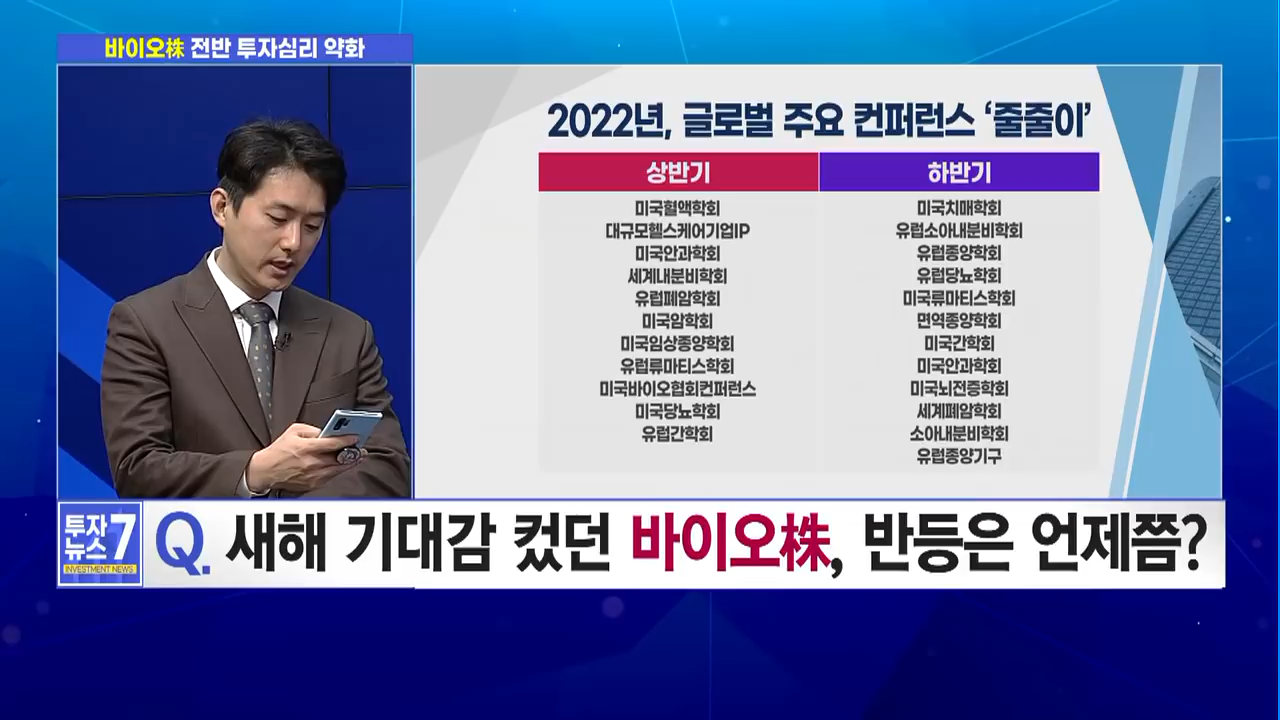 바이오株 전반 투자심리 약화
2022년, 글로벌 주요 컨퍼런스 ‘줄줄이’
상반기
미국혈액학회
대규모헬스케어기업IP
미국안과학회
세계내분비학회
유럽폐암학회
미국암학회
미국임상종양학회
유럽류마티스학회
미국바이오협회컨퍼런스
미국당뇨학회
유럽간학회
하반기
미국치매학회
유럽소아내분비학회
유럽종양학회
유럽당뇨학회
미국류마티스학회
면역종양학회
미국간학회
미국안과학회
미국뇌전증학회
세계폐암학회
소아내분비학회
유럽종양기구
투자
뉴스7
INVESTMENT NEWS
Q. 새해 기대감 컸던 바이오株, 반등은 언제쯤?